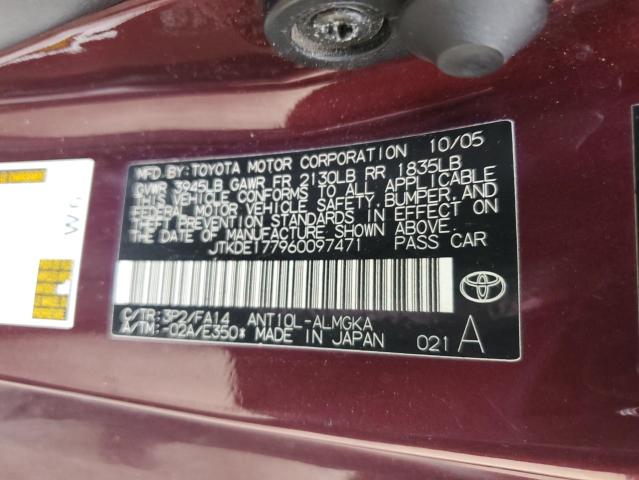 MFD. BY: TOYOTA MOTOR CORPORATION 10/05
GVWR 3945LB GAWR FR 2130LB RR 1835LB
THIS VEHICLE CONFORMS TO ALL APPLICABLE
FEDERAL MOTOR VEHICLE SAFETY, BUMPER, AND
THEFT PREVENTION STANDARDS IN EFFECT ON
THE DATE OF MANUFACTURE SHOWN ABOVE.
JTKDE177960097471 PASS CAR
C/TR: 3P2/FA14 ANT10L-ALMGKA
A/TM: -02A/E350* MADE IN JAPAN 021 A
TOYOTA
W6